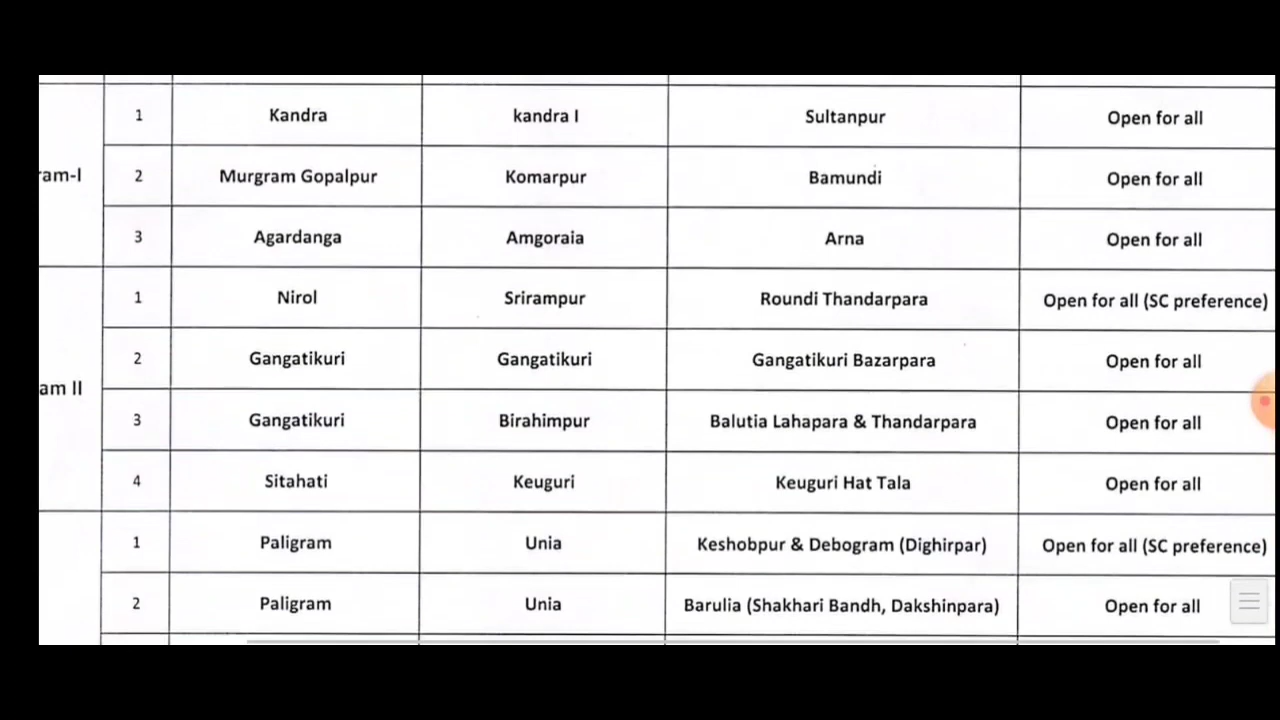 1 Kandra kandra I Sultanpur Open for all
ram-I 2 Murgram Gopalpur Komarpur Bamundi Open for all
3 Agardanga Amgoraia Arna Open for all
1 Nirol Srirampur Roundi Thandarpara Open for all (SC preference)
2 Gangatikuri Gangatikuri Gangatikuri Bazarpara Open for all
am II
3 Gangatikuri Birahimpur Balutia Lahapara & Thandarpara Open for all
4 Sitahati Keuguri Keuguri Hat Tala Open for all
1 Paligram Unia Keshobpur & Debogram (Dighirpar) Open for all (SC preference)
2 Paligram Unia Barulia (Shakhari Bandh, Dakshinpara) Open for all